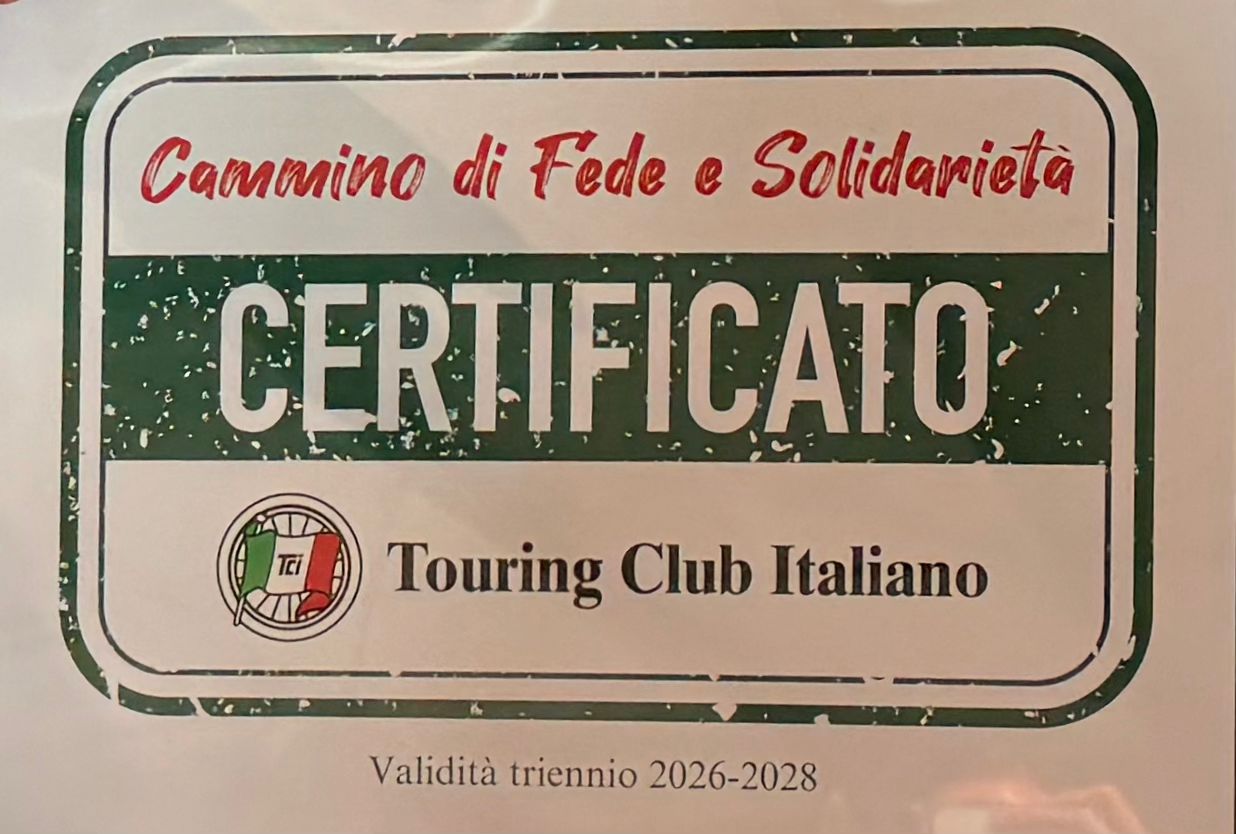 Cammino di Fede e Solidarietà
CERTIFICATO
Tci
Touring Club Italiano
Validità triennio 2026-2028